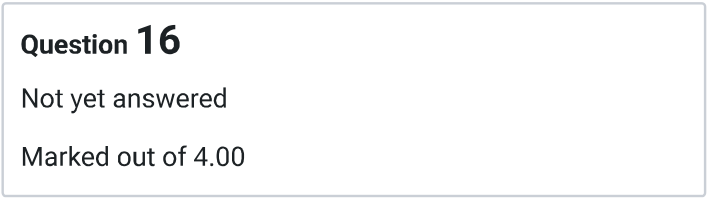 Question 16
Not yet answered
Marked out of 4.00